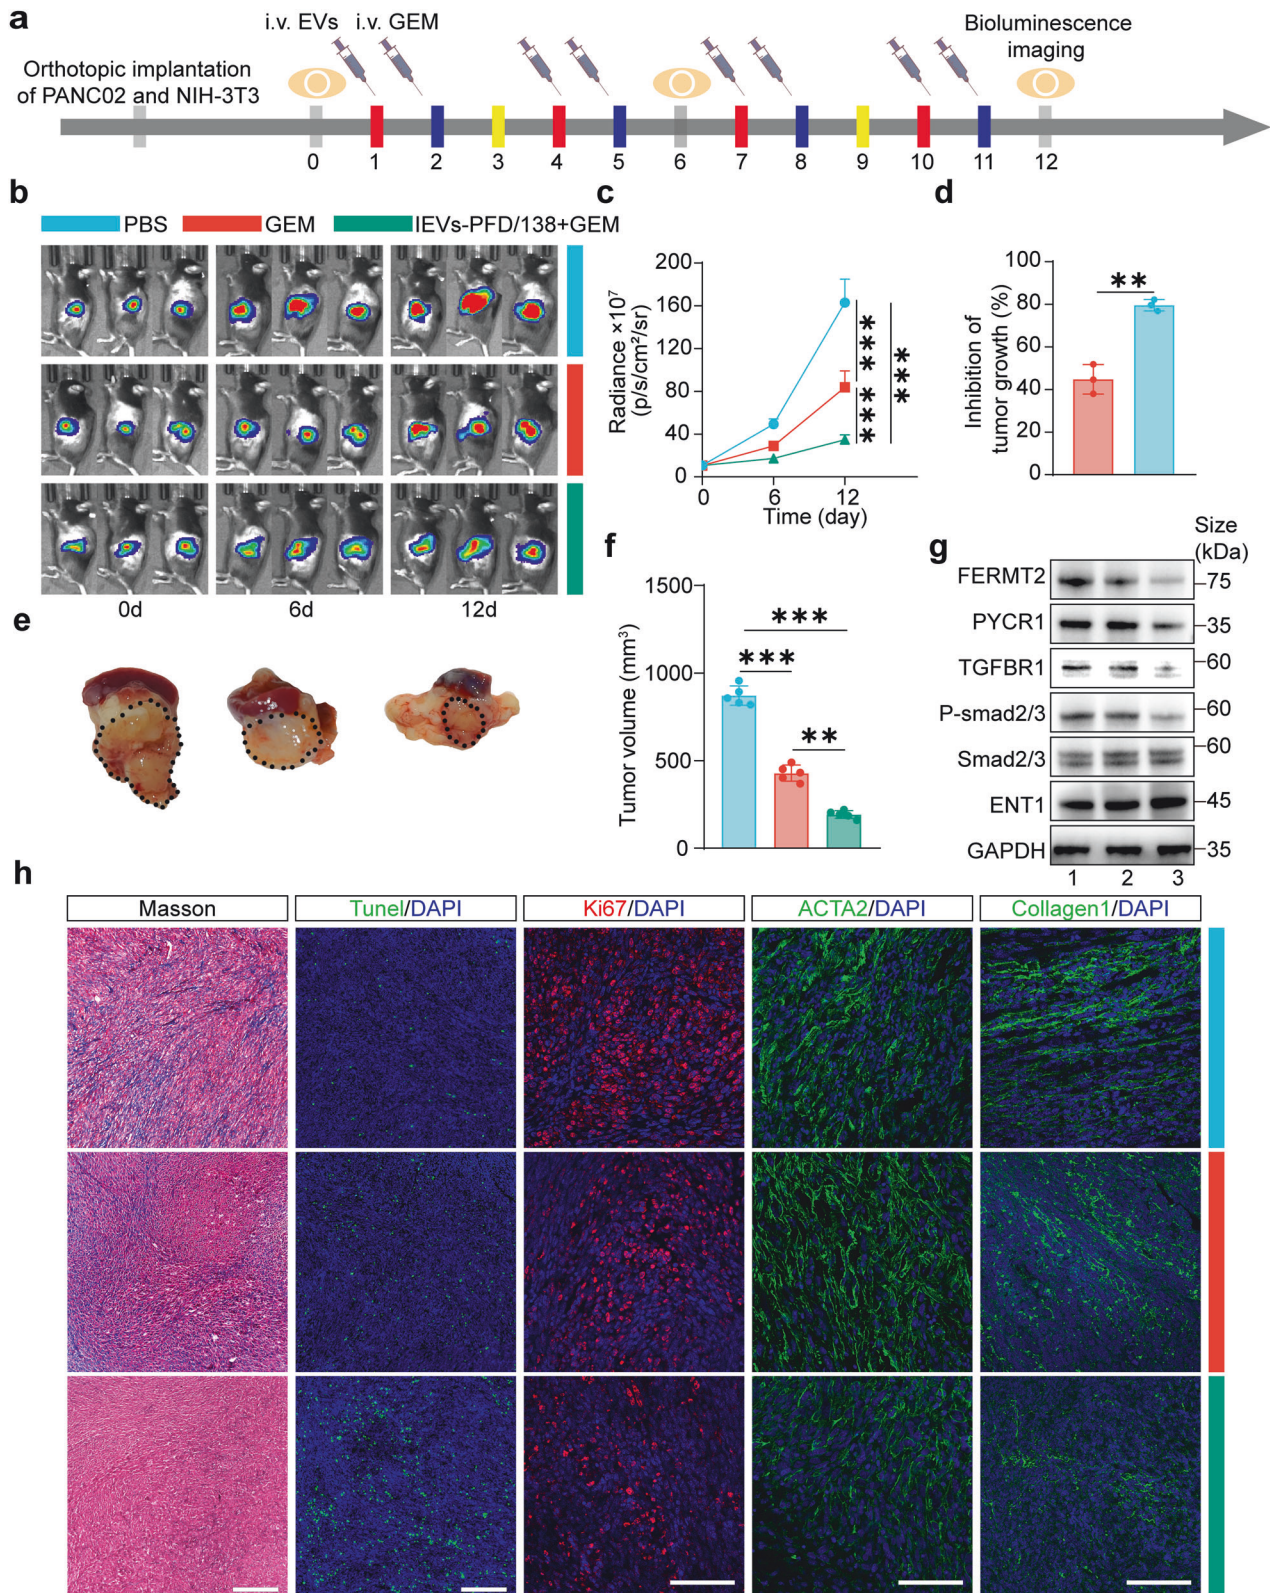 a
i.v. EVs i.v. GEM
Bioluminescence
imaging
Orthotopic implantation
of PANC02 and NIH-3T3
0 1 2 3 4 5 6 7 8 9 10 11 12
b
PBS GEM IEVs-PFD/138+GEM
0d 6d 12d
c
Radiance ×10⁷
(p/s/cm²/sr)
200
160
120
80
40
0
0 6 12
Time (day)
***
***
***
d
Inhibition of
tumor growth (%)
100
80
60
40
20
0
**
e
f
Tumor volume (mm³)
1500
1000
500
0
***
***
**
g
Size
(kDa)
FERMT2 75
PYCR1 35
TGFBR1 60
P-smad2/3 60
Smad2/3 60
ENT1 45
GAPDH 35
1 2 3
h
Masson Tunel/DAPI Ki67/DAPI ACTA2/DAPI Collagen1/DAPI